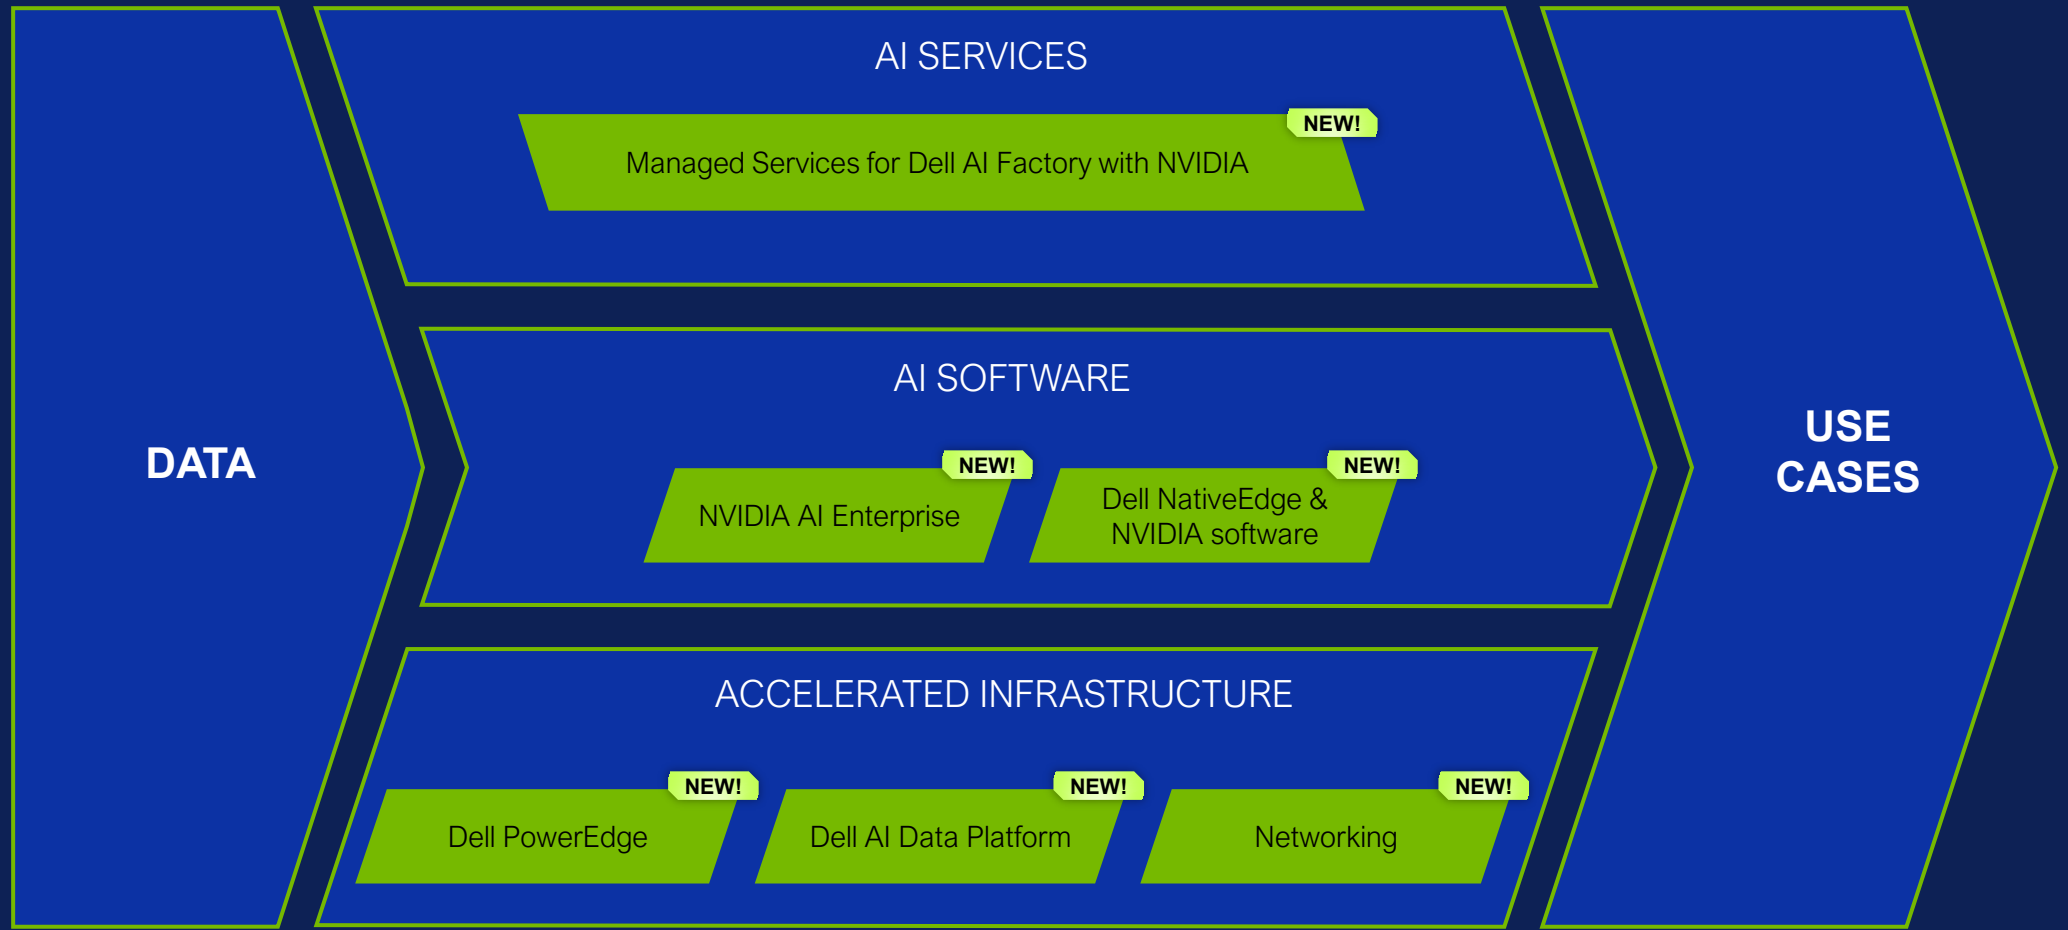 DATA
AI SERVICES
NEW!
Managed Services for Dell AI Factory with NVIDIA
AI SOFTWARE
NEW!
NVIDIA AI Enterprise
NEW!
Dell NativeEdge &
NVIDIA software
ACCELERATED INFRASTRUCTURE
NEW!
Dell PowerEdge
NEW!
Dell AI Data Platform
NEW!
Networking
USE
CASES